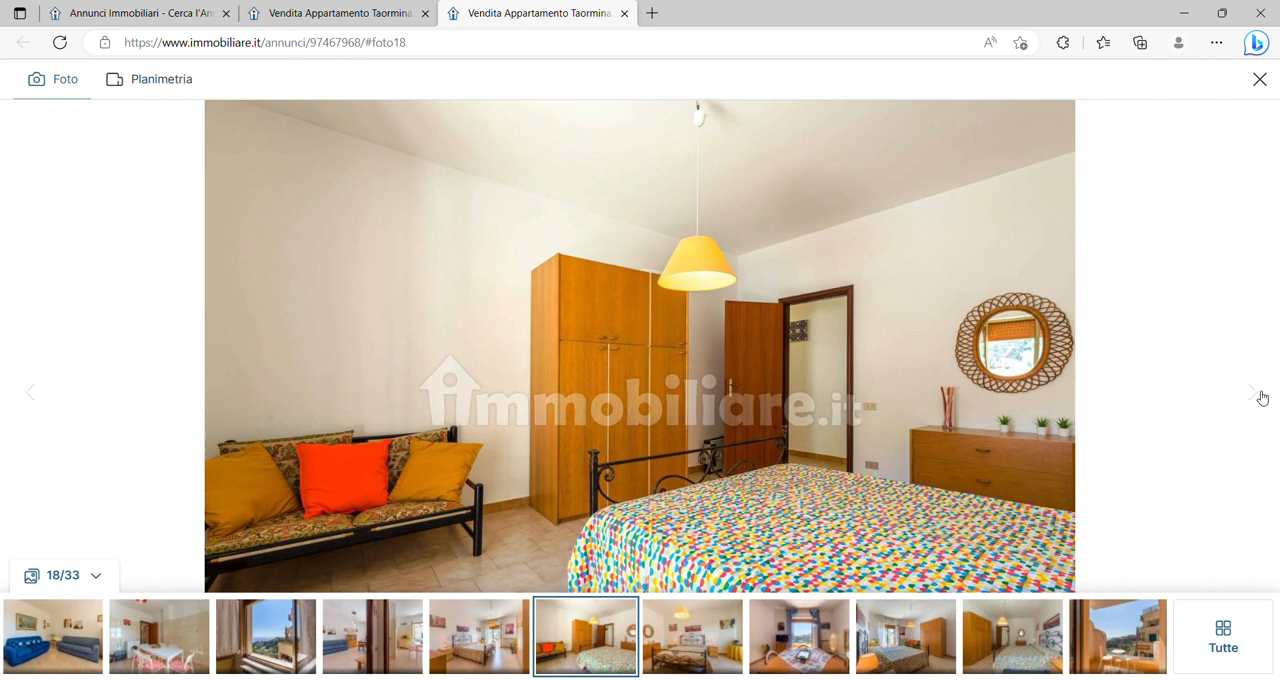 Annunci Immobiliari - Cerca l'An
Vendita Appartamento Taormina
Vendita Appartamento Taormina
https://www.immobiliare.it/annunci/97467968/#foto18
Foto
Planimetria
immobiliare.it
18/33
Tutte